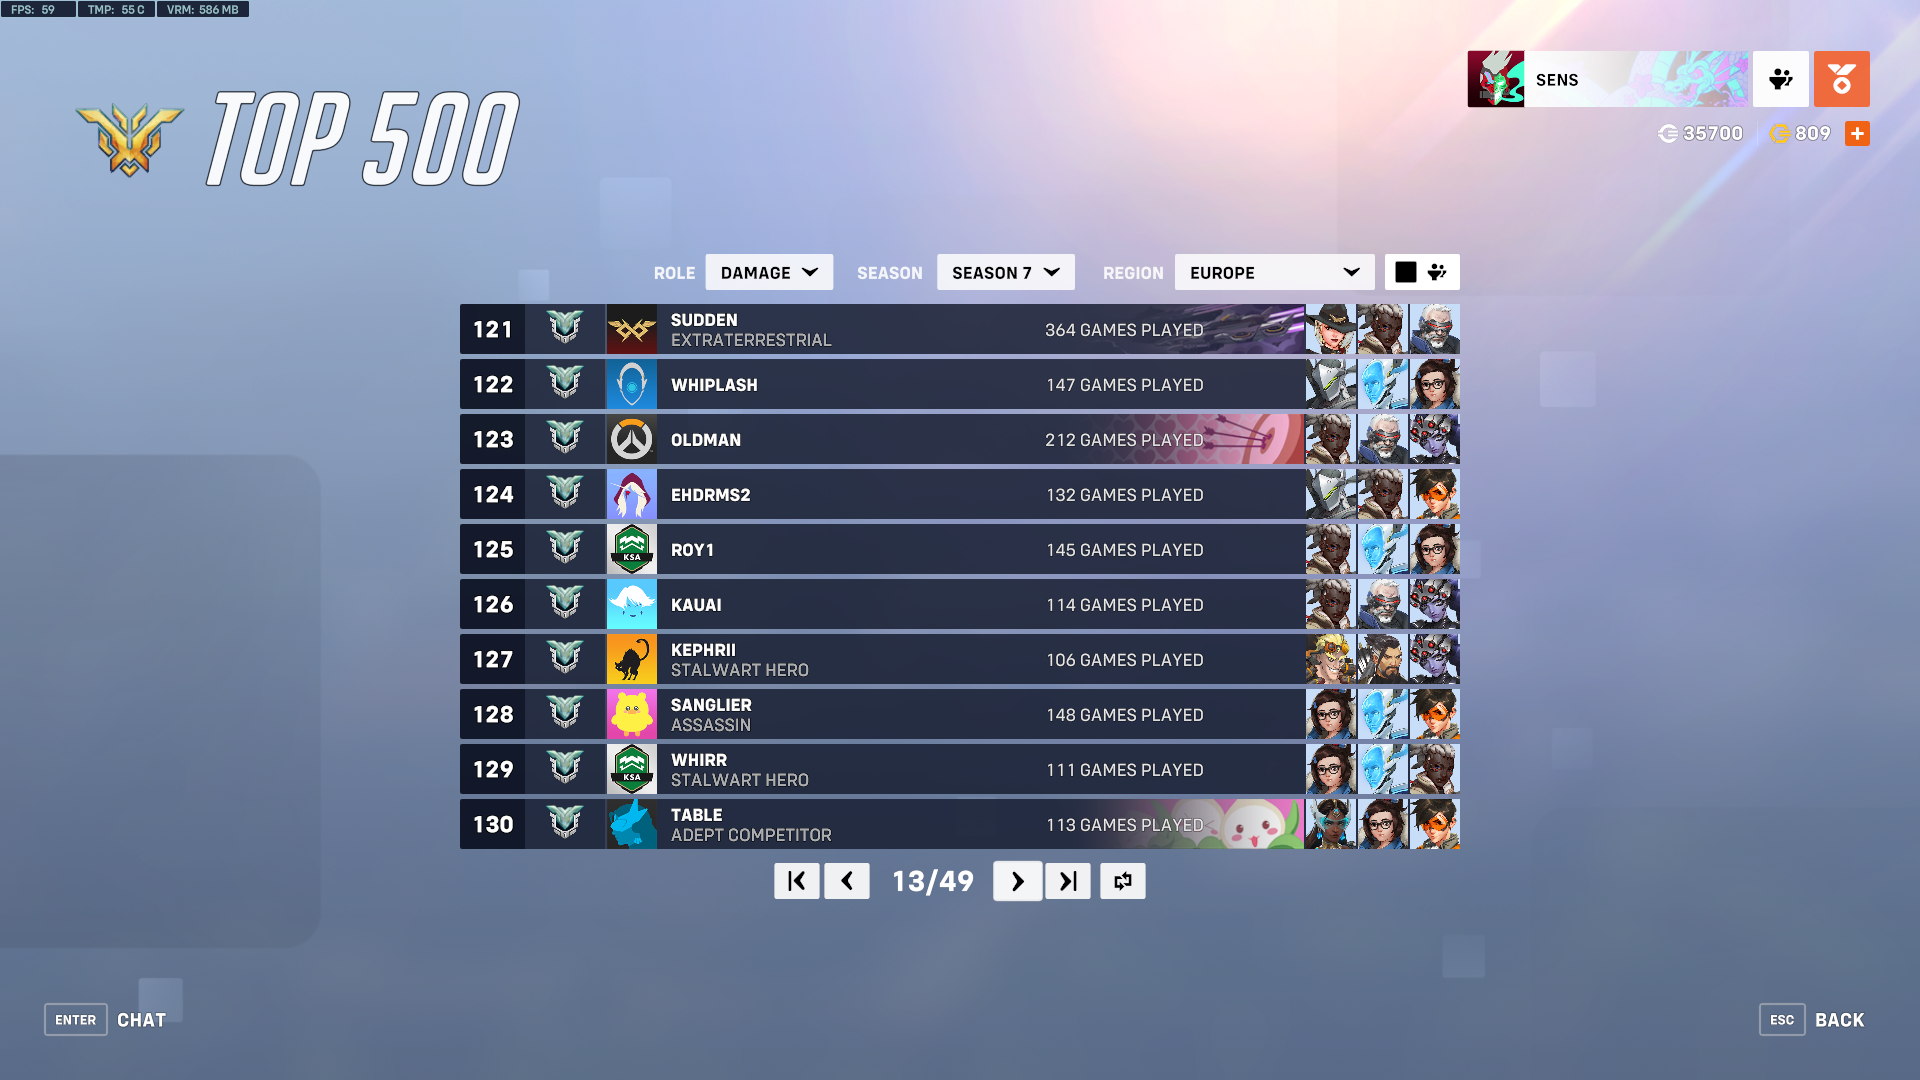 FPS: 59 TMP: 55 C VRM: 586 MB
TOP 500
SENS
35700 809
ROLE DAMAGE SEASON SEASON 7 REGION EUROPE
121 SUDDEN 364 GAMES PLAYED
EXTRATERRESTRIAL
122 WHIPLASH 147 GAMES PLAYED
123 OLDMAN 212 GAMES PLAYED
124 EHDRMS2 132 GAMES PLAYED
125 KSA ROY1 145 GAMES PLAYED
126 KAUAI 114 GAMES PLAYED
127 KEPHRII 106 GAMES PLAYED
STALWART HERO
128 SANGLIER 148 GAMES PLAYED
ASSASSIN
129 KSA WHIRR 111 GAMES PLAYED
STALWART HERO
130 TABLE 113 GAMES PLAYED
ADEPT COMPETITOR
13/49
ENTER CHAT
ESC BACK